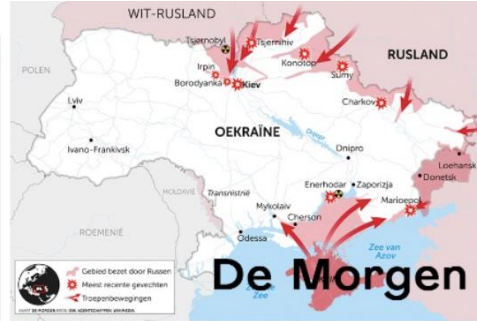 WIT-RUSLAND
Tsjernobyl
Tsjernihiv
RUSLAND
Konotop
POLEN
Irpin
Sumy
Borodyanka
Kiev
Charkov
Lviv
OEKRAÏNE
Dnjepr
Ivano-Frankivsk
Dnipro
Loehansk
Donetsk
Enerhodar
Zaporizja
MOLDAVIË
Transnistrië
Marioepol
Mykolaiv
Cherson
ROEMENIË
Odessa
Zee van
Azov
De Morgen
Zee
Gebied bezet door Russen
Meest recente gevechten
Troepenbewegingen